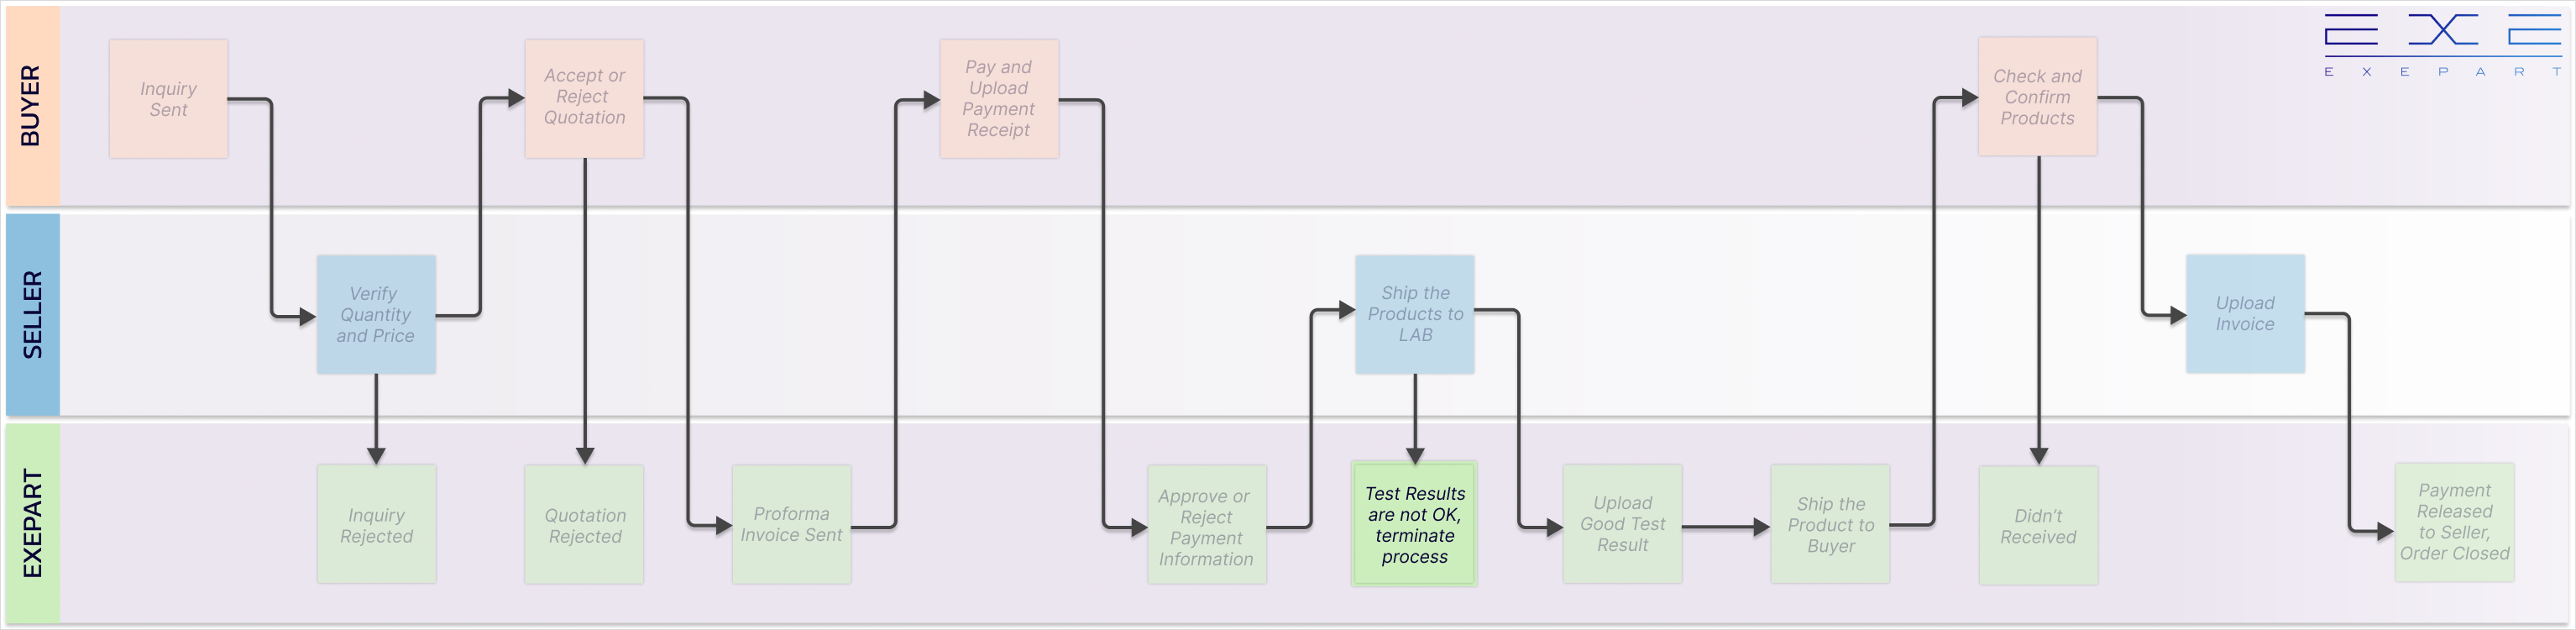 BUYER
Inquiry
Sent
Accept or
Reject
Quotation
Pay and
Upload
Payment
Receipt
Check and
Confirm
Products
EXEPART
SELLER
Verify
Quantity
and Price
Ship the
Products to
LAB
Upload
Invoice
EXEPART
Inquiry
Rejected
Quotation
Rejected
Proforma
Invoice Sent
Approve or
Reject
Payment
Information
Test Results
are not OK,
terminate
process
Upload
Good Test
Result
Ship the
Product to
Buyer
Didn't
Received
Payment
Released
to Seller,
Order Closed